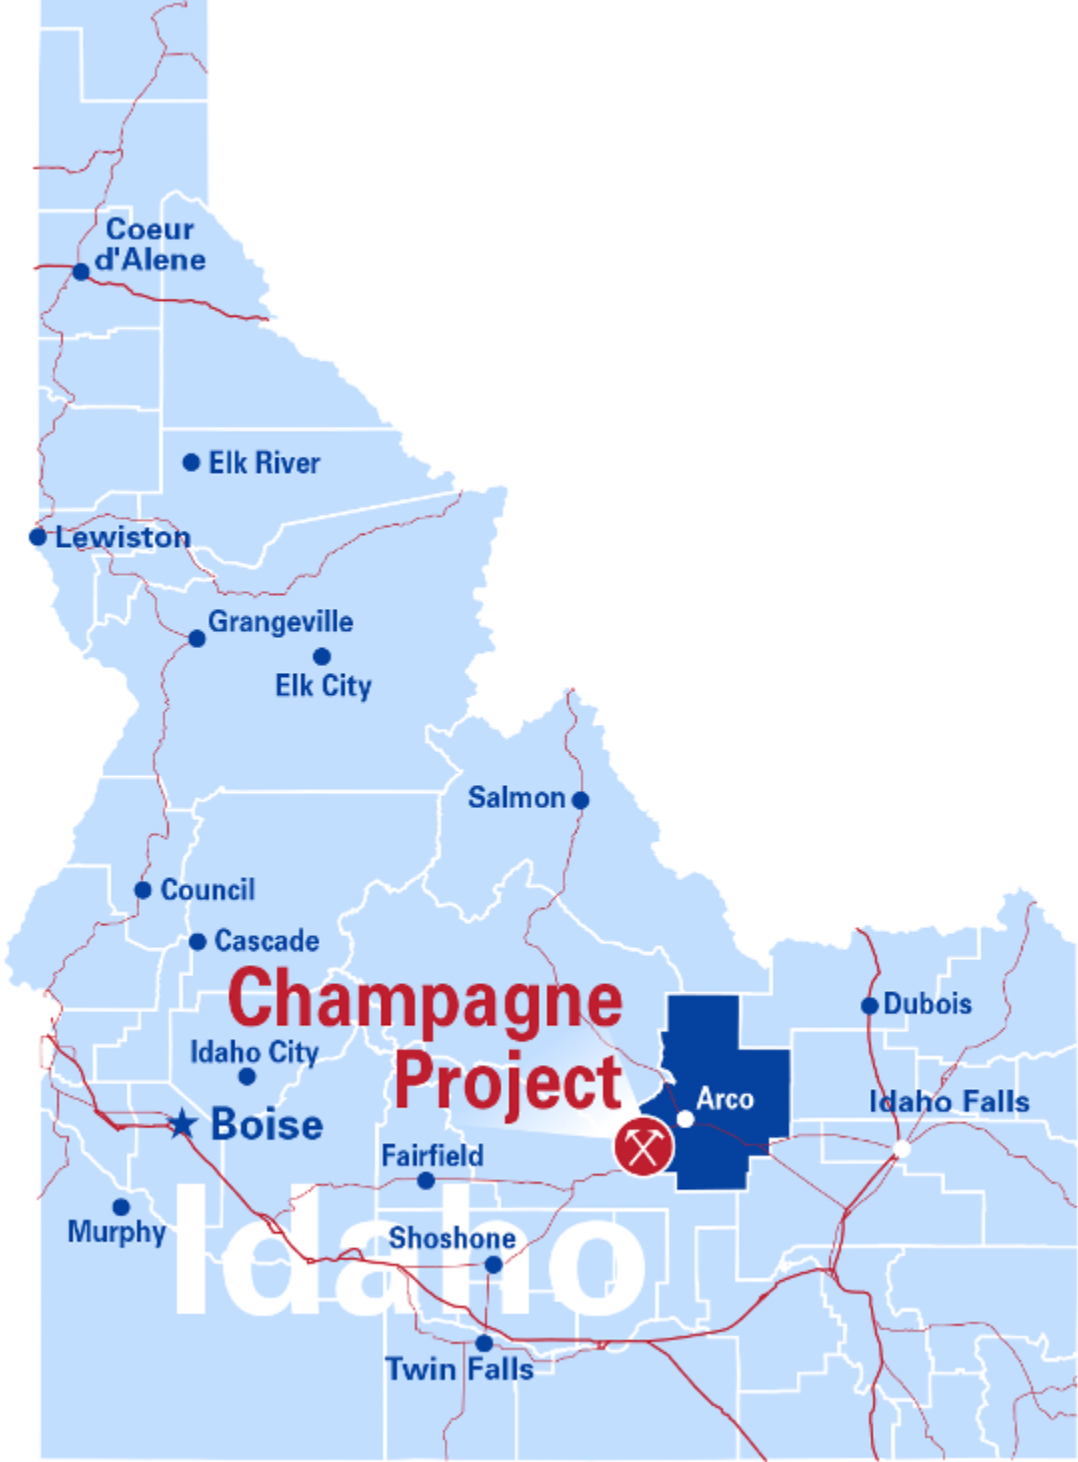 Coeur
d'Alene
Elk River
Lewiston
Grangeville
Elk City
Salmon
Council
Cascade
Champagne
Project
Dubois
Idaho City
Arco
Idaho Falls
Boise
Fairfield
Idaho
Murphy
Shoshone
Twin Falls